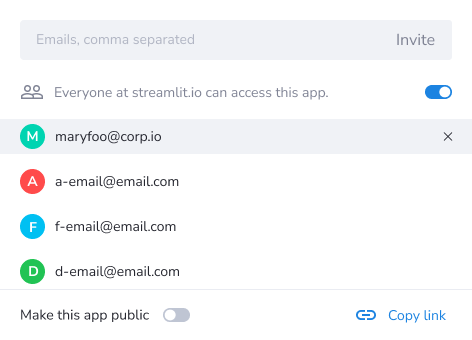 Emails, comma separated Invite
Everyone at streamlit.io can access this app.
M maryfoo@corp.io
A a-email@email.com
F f-email@email.com
D d-email@email.com
Make this app public Copy link